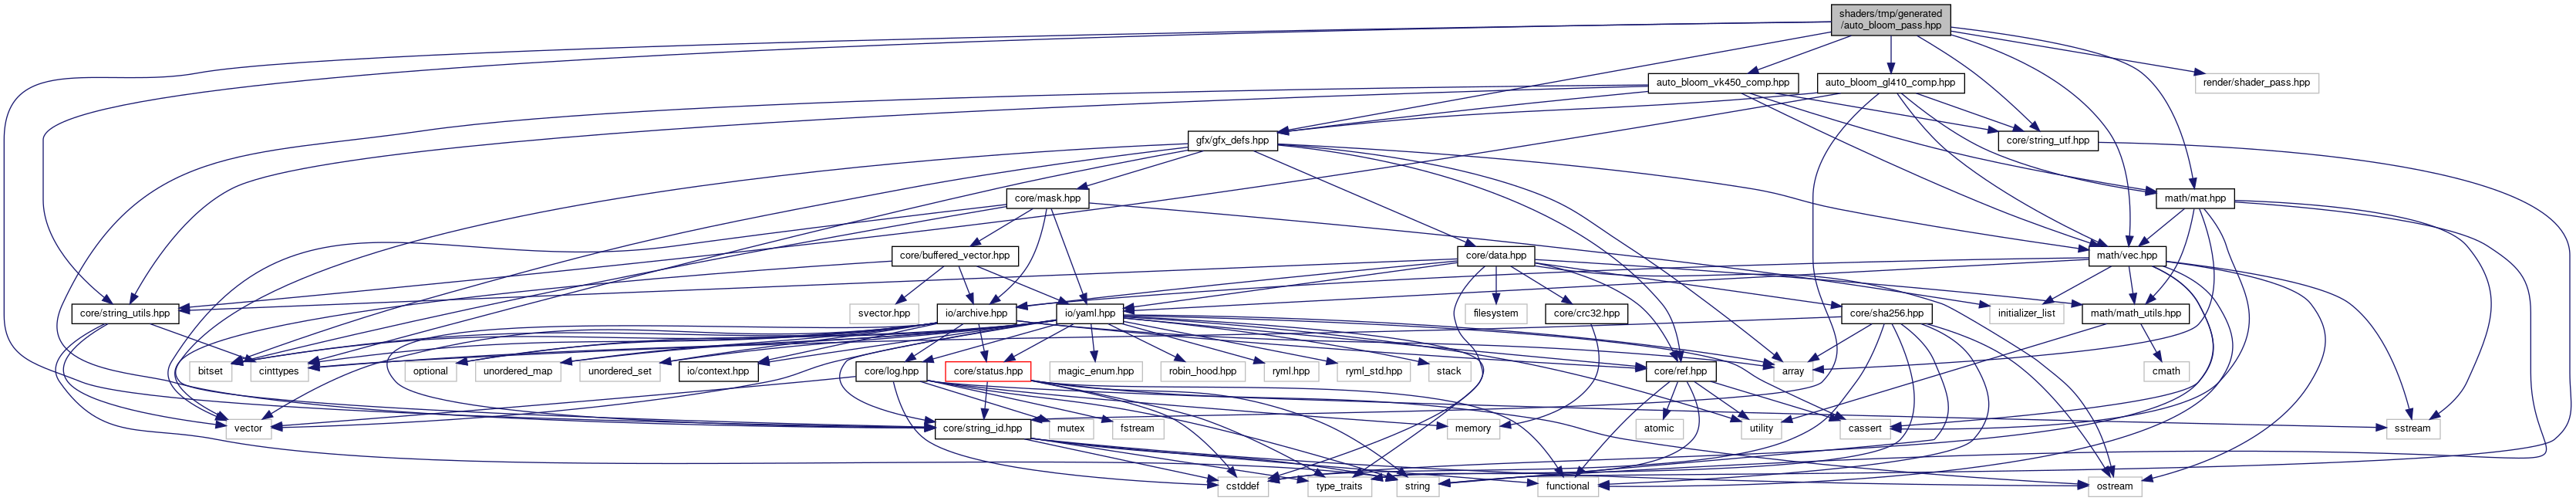 shaders/tmp/generated
/auto_bloom_pass.hpp
auto_bloom_vk450_comp.hpp
auto_bloom_gl410_comp.hpp
render/shader_pass.hpp
gfx/gfx_defs.hpp
core/string_utf.hpp
core/mask.hpp
math/mat.hpp
core/buffered_vector.hpp
core/data.hpp
math/vec.hpp
core/string_utils.hpp
svector.hpp
io/archive.hpp
io/yaml.hpp
filesystem
core/crc32.hpp
core/sha256.hpp
initializer_list
math/math_utils.hpp
bitset
cinttypes
optional
unordered_map
unordered_set
io/context.hpp
core/log.hpp
core/status.hpp
magic_enum.hpp
robin_hood.hpp
ryml.hpp
ryml_std.hpp
stack
core/ref.hpp
array
cmath
vector
core/string_id.hpp
mutex
fstream
memory
atomic
utility
cassert
sstream
cstddef
type_traits
string
functional
ostream